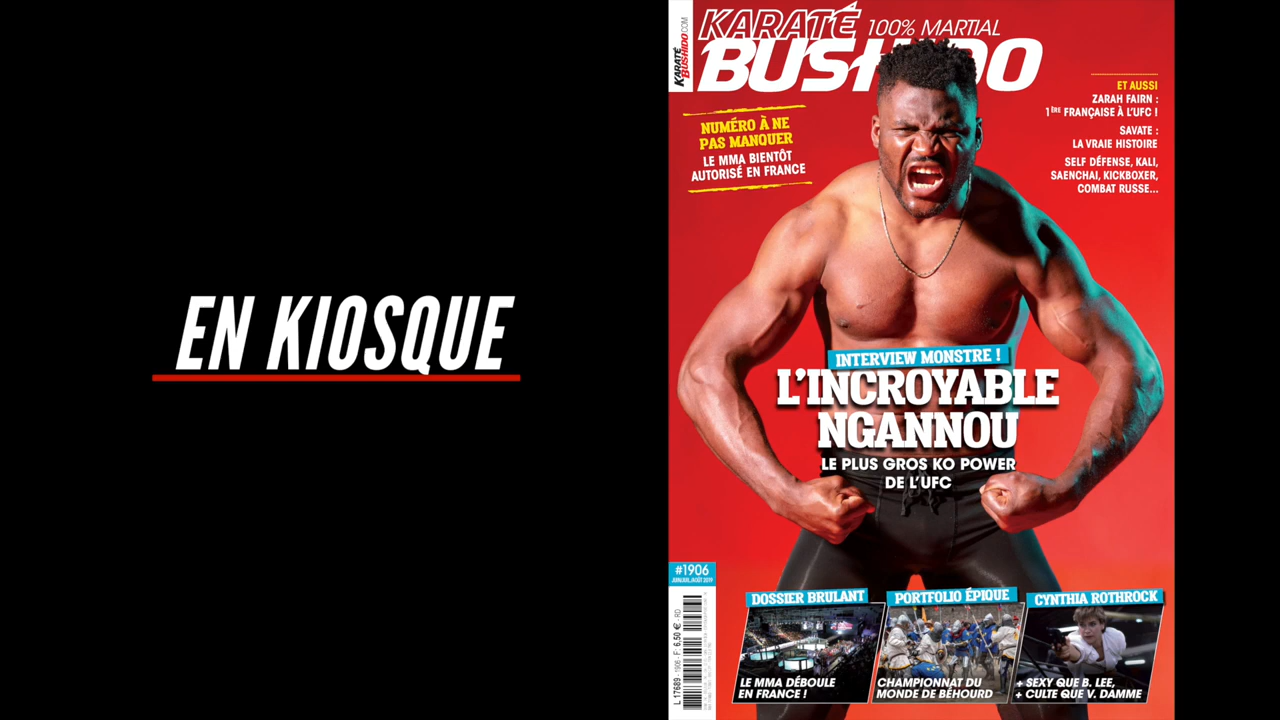 EN KIOSQUE
KARATÉ
BUSHIDO.COM
KARATÉ 100% MARTIAL
BUSHIDO
NUMÉRO À NE
PAS MANQUER
LE MMA BIENTÔT
AUTORISÉ EN FRANCE
ET AUSSI
ZARAH FAIRN :
1ÈRE FRANÇAISE À L'UFC !
SAVATE :
LA VRAIE HISTOIRE
SELF DÉFENSE, KALI,
SAENCHAI, KICKBOXER,
COMBAT RUSSE...
INTERVIEW MONSTRE !
L'INCROYABLE
NGANNOU
LE PLUS GROS KO POWER
DE L'UFC
#1906
JUIN.JUIL.AOÛT 2019
L 17689 - 1906 - F: 6,50 € - RD
DOSSIER BRULANT
LE MMA DÉBOULE
EN FRANCE !
PORTFOLIO ÉPIQUE
CHAMPIONNAT DU
MONDE DE BÉHOURD
CYNTHIA ROTHROCK
+ SEXY QUE B. LEE,
+ CULTE QUE V. DAMME